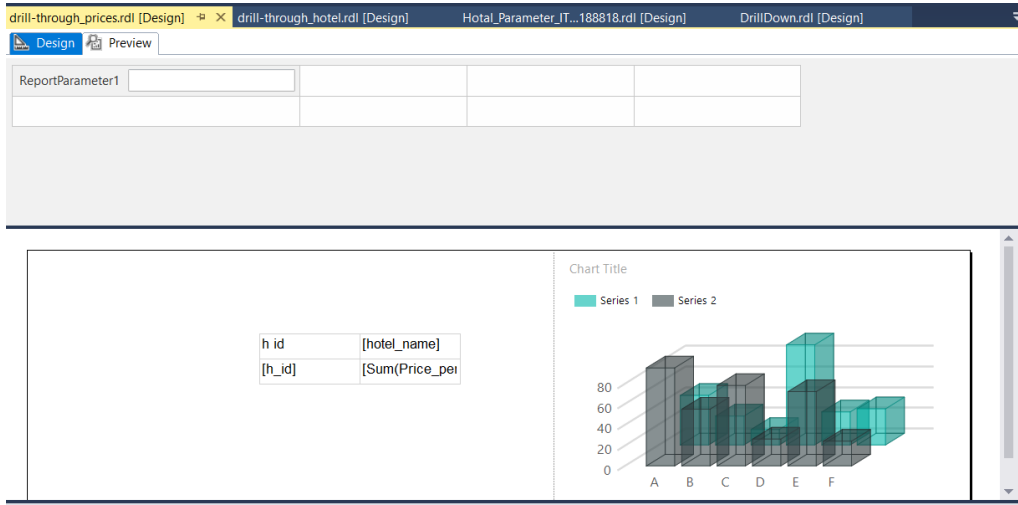 drill-through_prices.rdl [Design] drill-through_hotel.rdl [Design] Hotal_Parameter_IT...188818.rdl [Design] DrillDown.rdl [Design]
Design Preview
ReportParameter1
Chart Title
Series 1 Series 2
h id [hotel_name]
[h_id] [Sum(Price_per
80
60
40
20
0
A B C D E F